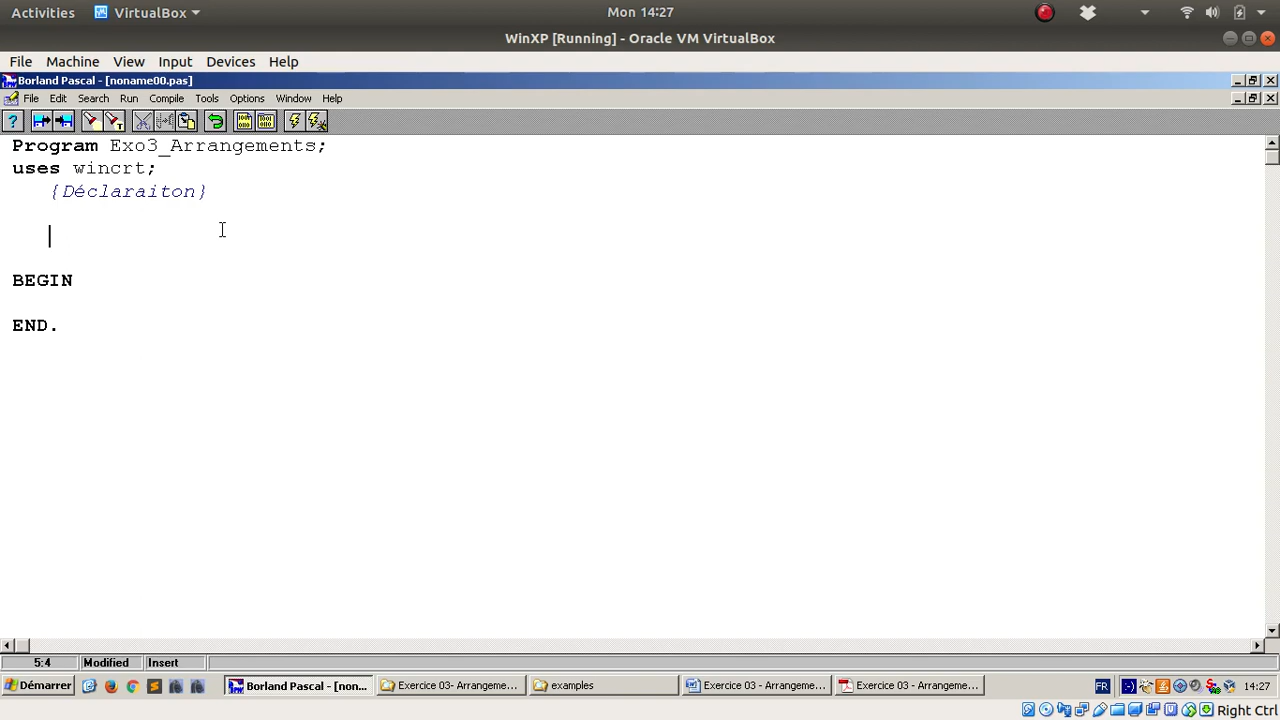 Activities VirtualBox Mon 14:27
WinXP [Running] - Oracle VM VirtualBox
File Machine View Input Devices Help
Borland Pascal - [noname00.pas]
File Edit Search Run Compile Tools Options Window Help
Program Exo3_Arrangements;
uses wincrt;
{Déclaraiton}
BEGIN
END.
5:4 Modified Insert
Démarrer Borland Pascal - [non... Exercice 03- Arrangeme... examples Exercice 03 - Arrangeme... Exercice 03 - Arrangeme... FR 14:27
Right Ctrl